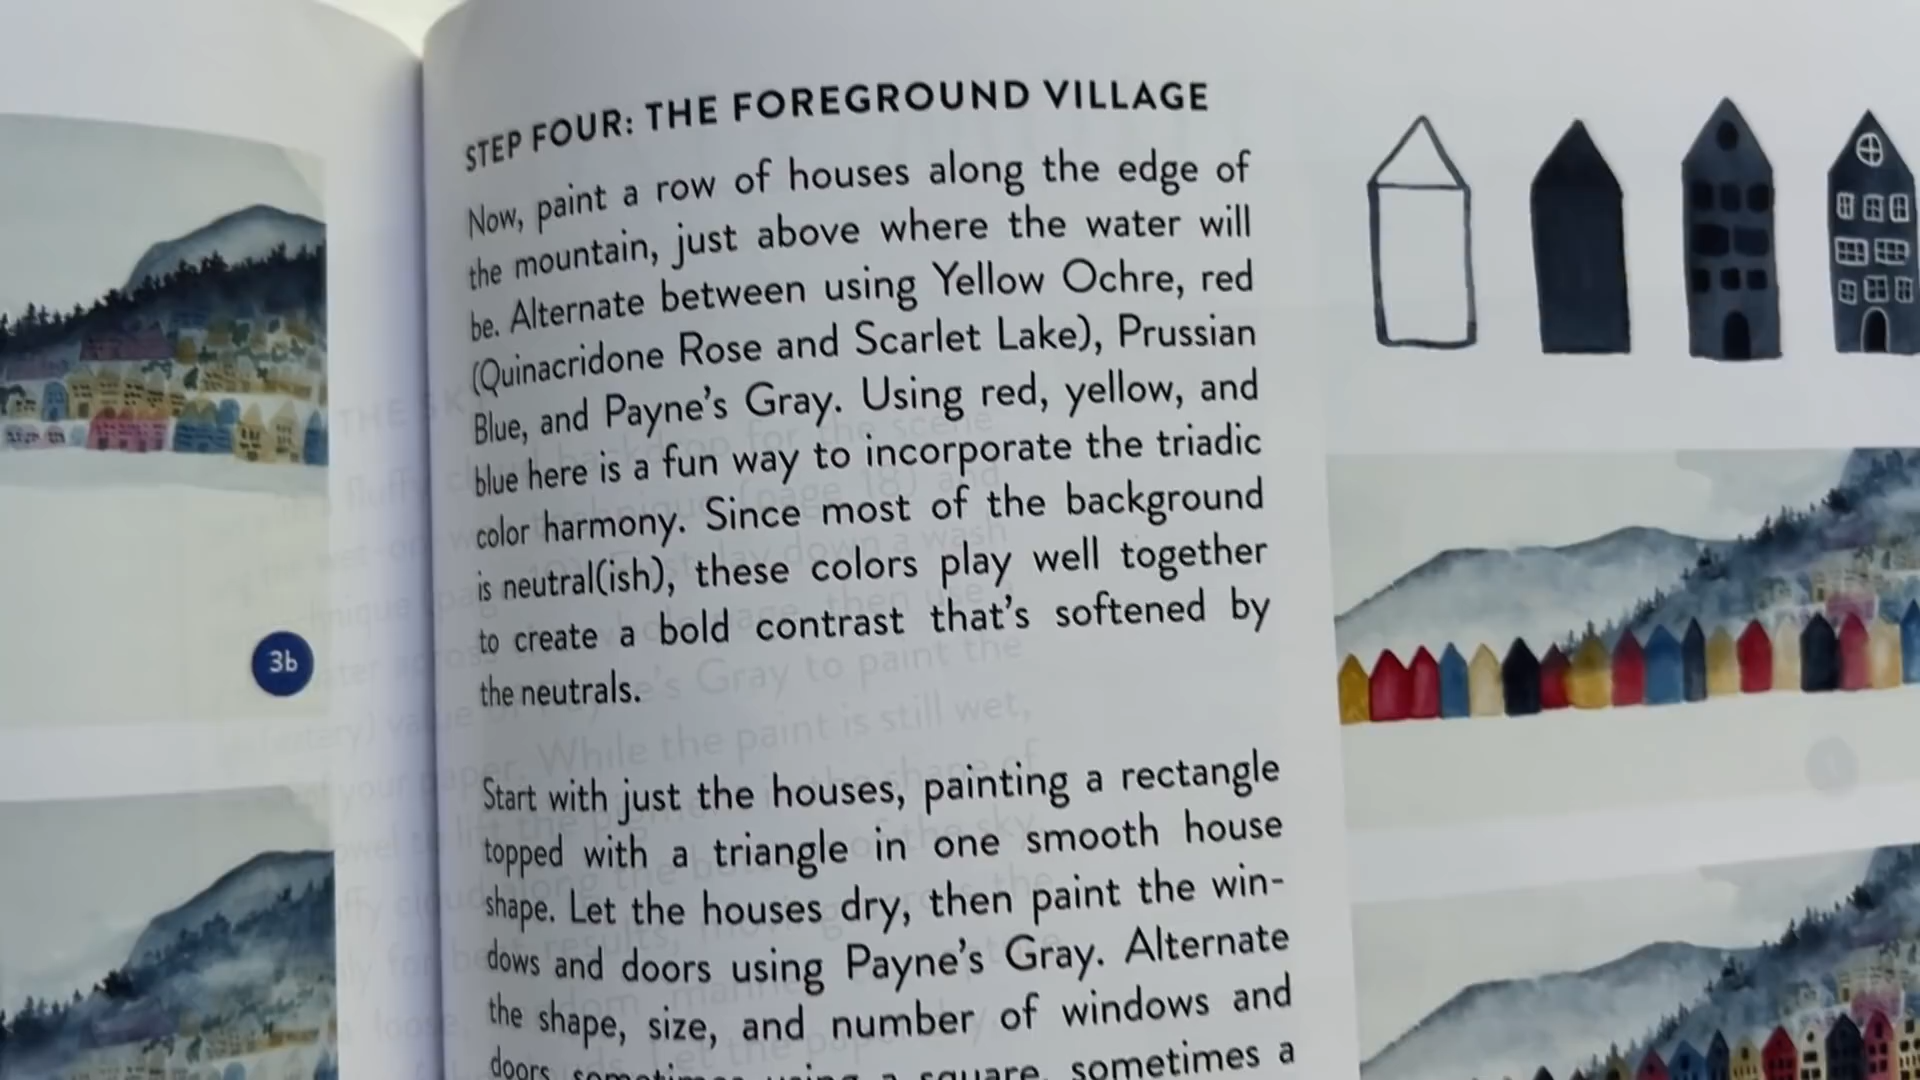 STEP FOUR: THE FOREGROUND VILLAGE
Now, paint a row of houses along the edge of
the mountain, just above where the water will
be. Alternate between using Yellow Ochre, red
(Quinacridone Rose and Scarlet Lake), Prussian
Blue, and Payne's Gray. Using red, yellow, and
blue here is a fun way to incorporate the triadic
color harmony. Since most of the background
is neutral(ish), these colors play well together
to create a bold contrast that's softened by
the neutrals.
Start with just the houses, painting a rectangle
topped with a triangle in one smooth house
shape. Let the houses dry, then paint the win-
dows and doors using Payne's Gray. Alternate
the shape, size, and number of windows and
doors, sometimes using a square, sometimes a
3b